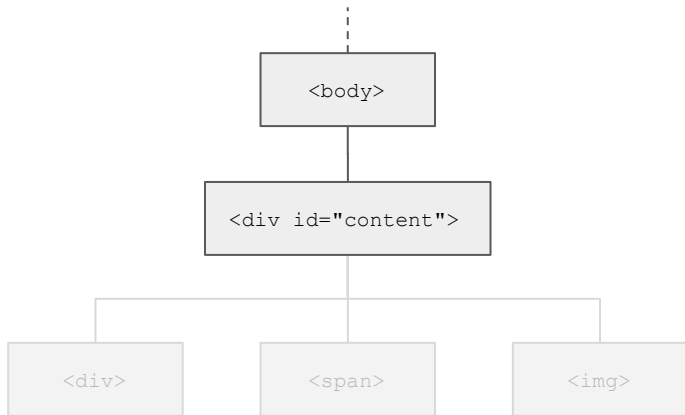 <body>
<div id="content">
<div>
<span>
<img>